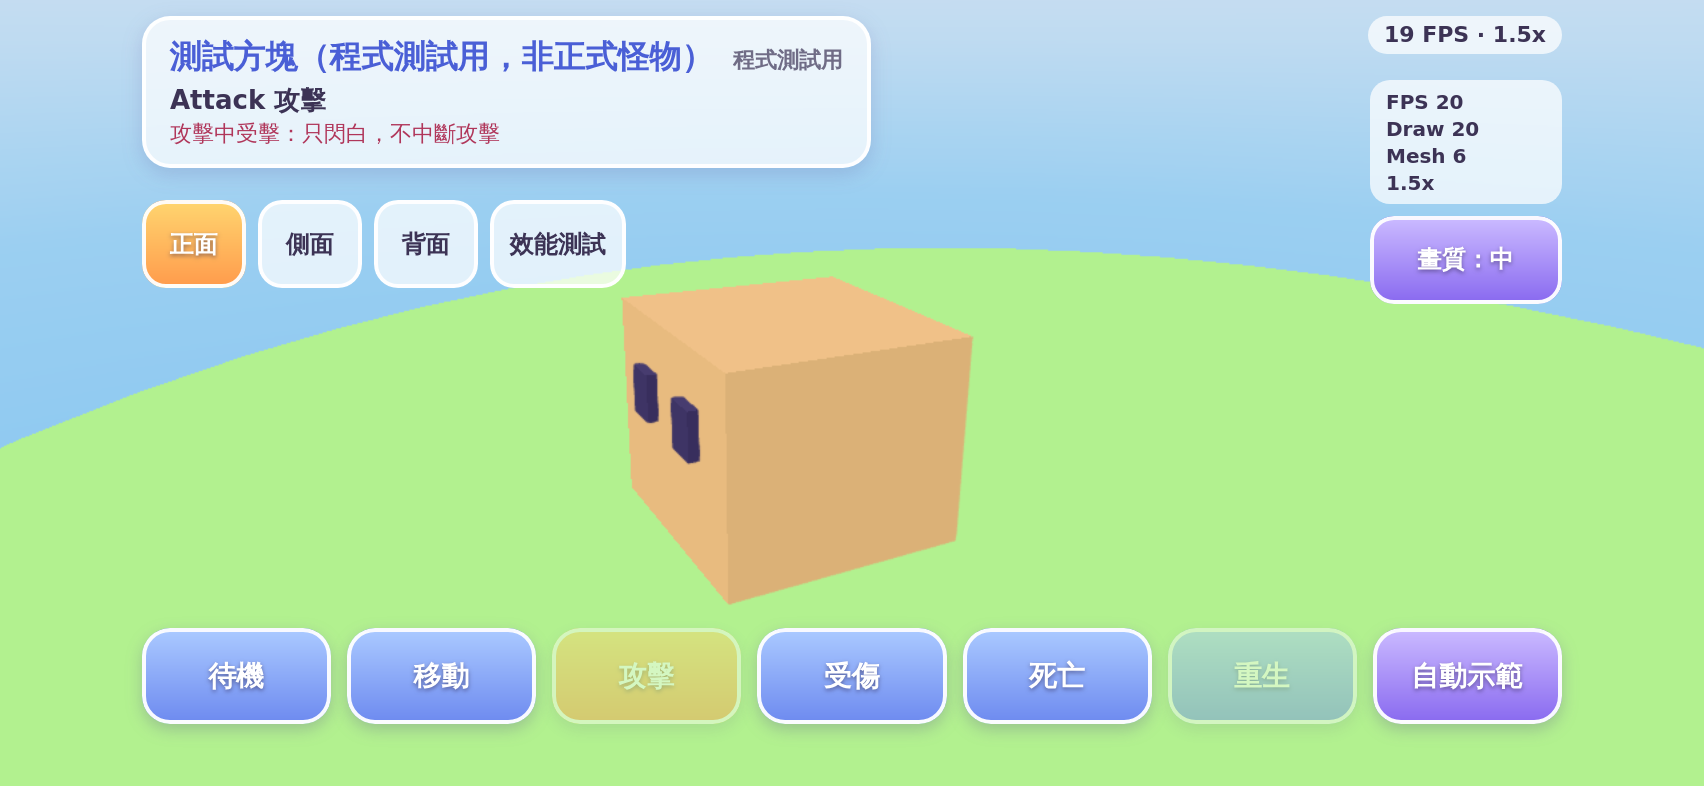 測試方塊（程式測試用，非正式怪物） 程式測試用
Attack 攻擊
攻擊中受擊：只閃白，不中斷攻擊
19 FPS · 1.5x
FPS 20
Draw 20
Mesh 6
1.5x
正面 側面 背面 效能測試
畫質：中
待機 移動 攻擊 受傷 死亡 重生 自動示範